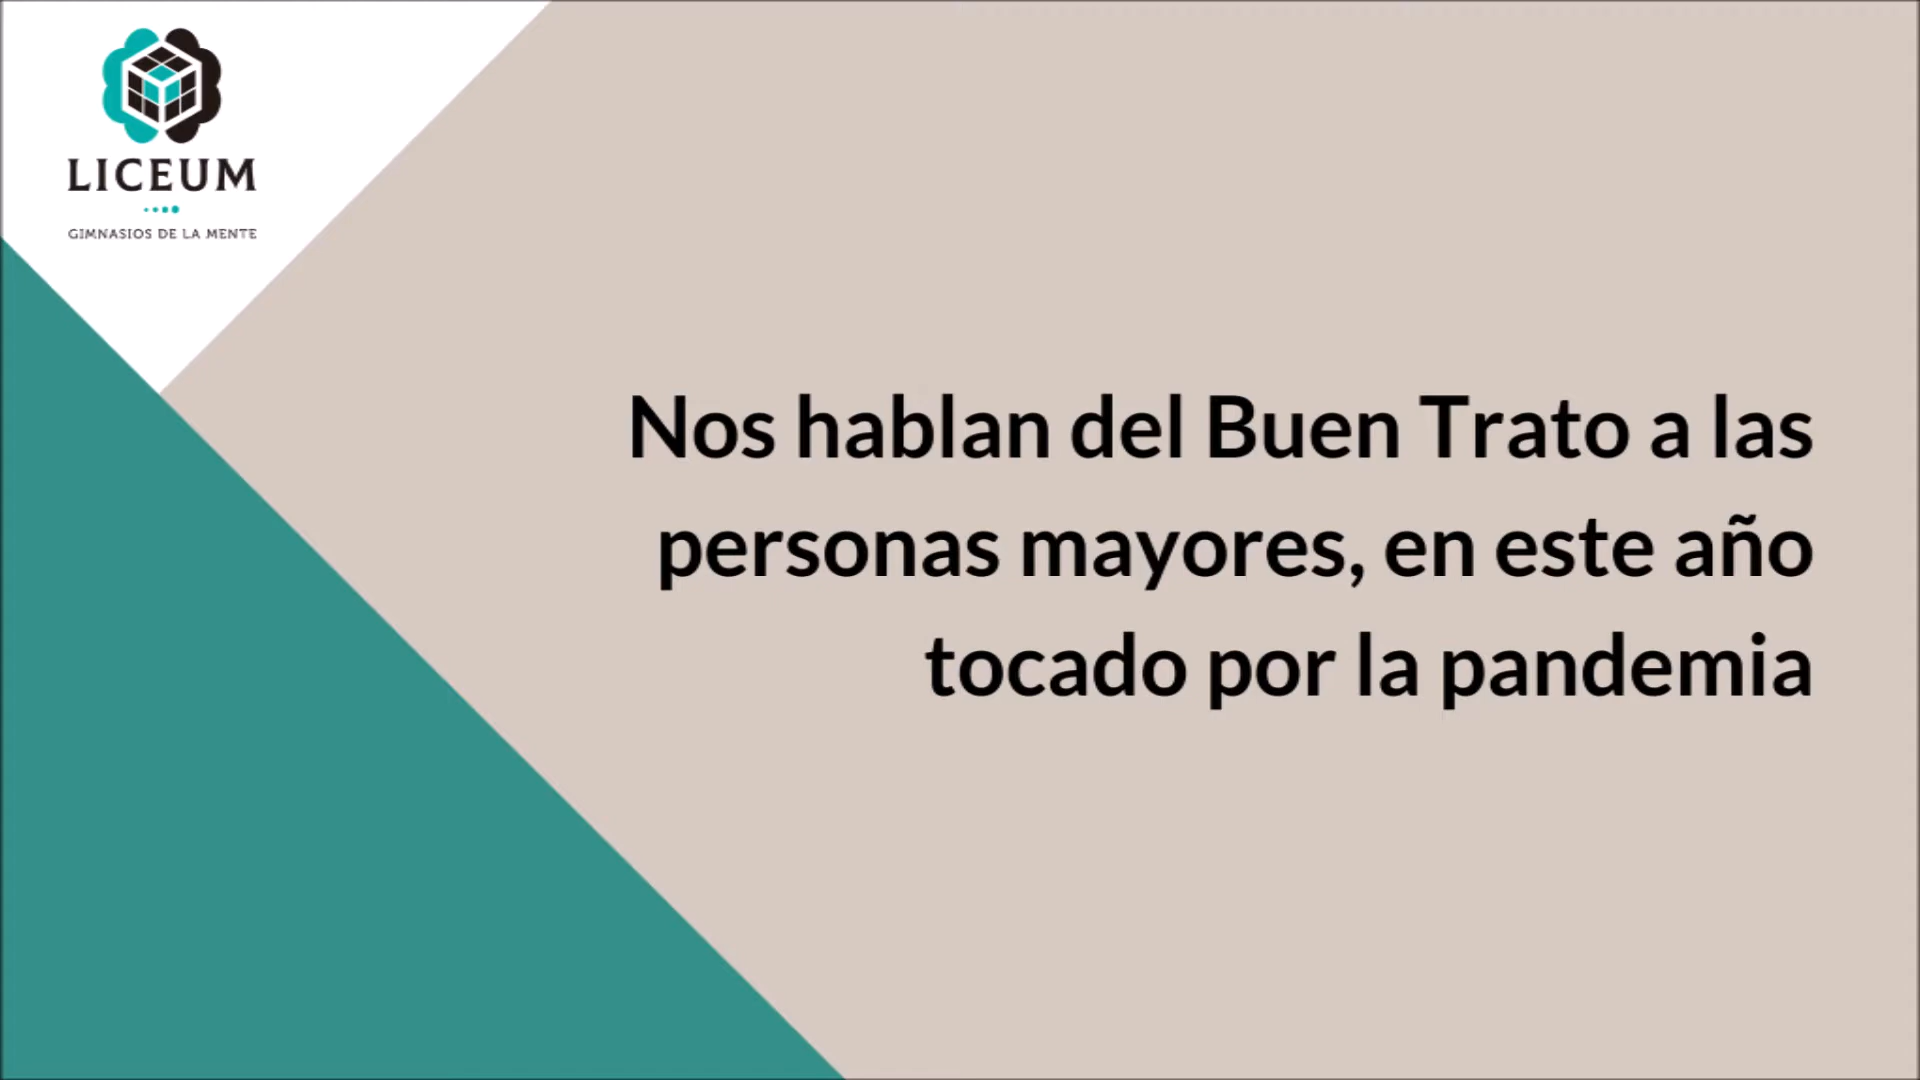 LICEUM
GIMNASIOS DE LA MENTE
Nos hablan del Buen Trato a las
personas mayores, en este año
tocado por la pandemia